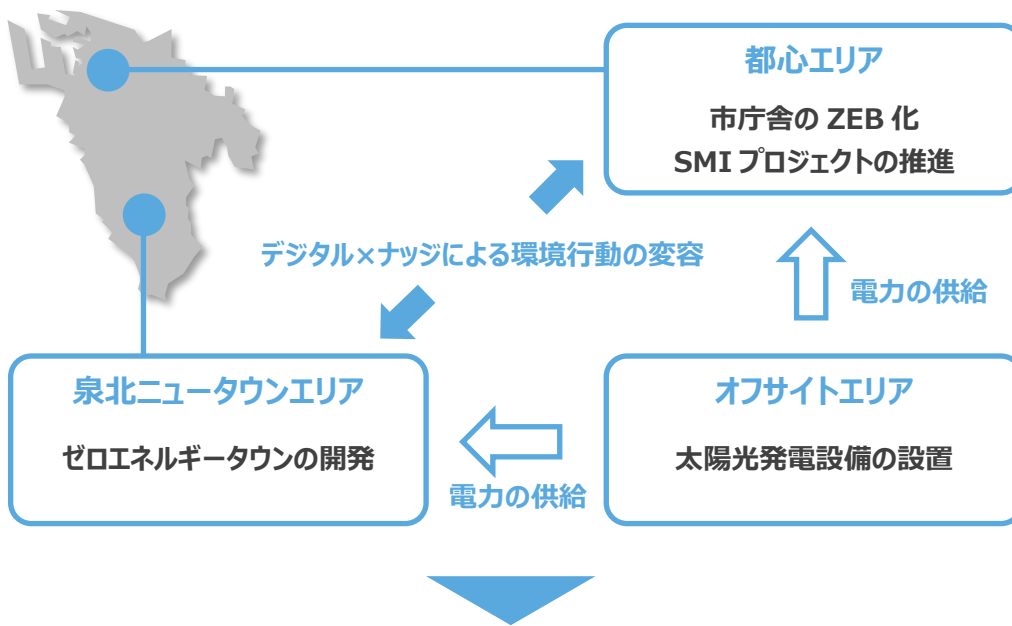 都心エリア
市庁舎の ZEB 化
SMI プロジェクトの推進
デジタル×ナッジによる環境行動の変容
電力の供給
泉北ニュータウンエリア
ゼロエネルギータウンの開発
電力の供給
オフサイトエリア
太陽光発電設備の設置